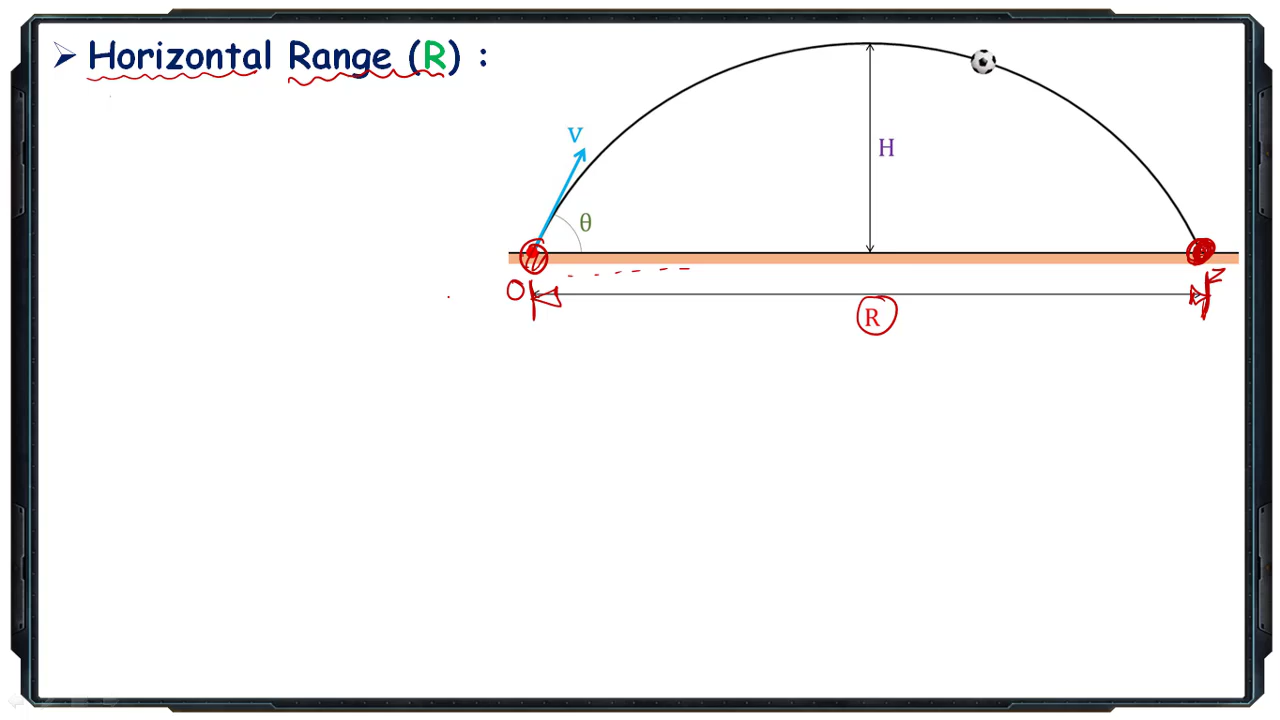 ➢ Horizontal Range (R) :
v
H
θ
O
R